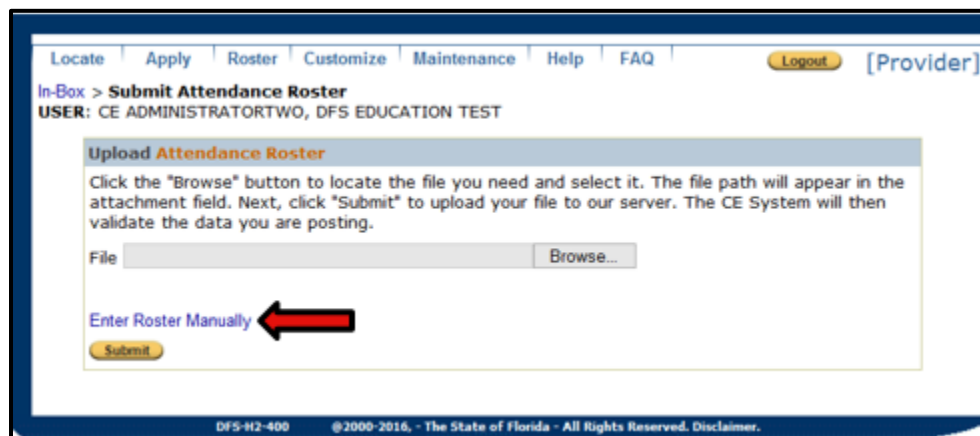 Locate Apply Roster Customize Maintenance Help FAQ Logout [Provider]
In-Box > Submit Attendance Roster
USER: CE ADMINISTRATORTWO, DFS EDUCATION TEST
Upload Attendance Roster
Click the "Browse" button to locate the file you need and select it. The file path will appear in the
attachment field. Next, click "Submit" to upload your file to our server. The CE System will then
validate the data you are posting.
File Browse...
Enter Roster Manually
Submit
DFS-H2-400 @2000-2016, - The State of Florida - All Rights Reserved. Disclaimer.